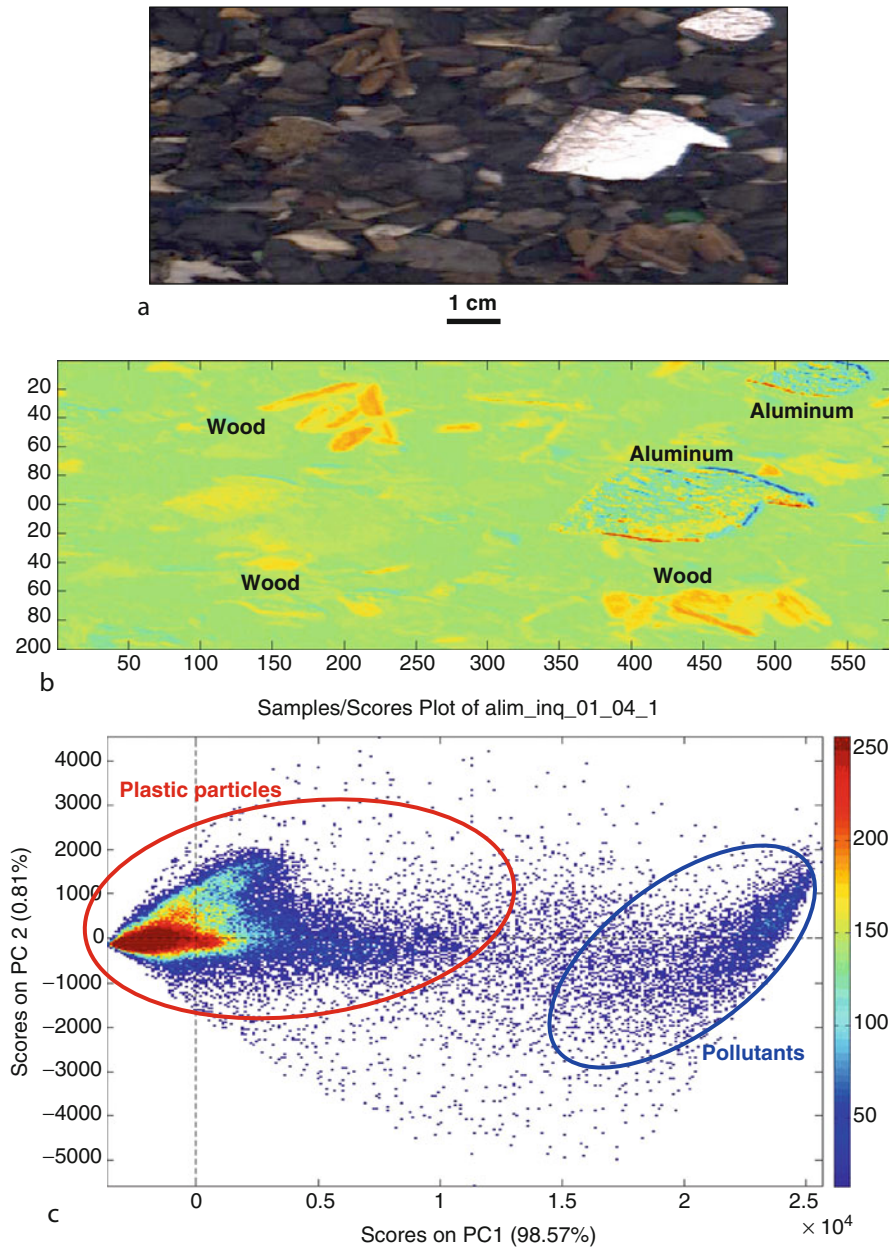 a
1 cm
20
40
60
80
00
20
40
60
80
200
Wood
Aluminum
Aluminum
Wood
Wood
50 100 150 200 250 300 350 400 450 500 550
b
Samples/Scores Plot of alim_inq_01_04_1
4000
3000
2000
1000
0
−1000
−2000
−3000
−4000
−5000
Scores on PC 2 (0.81%)
Plastic particles
Pollutants
250
200
150
100
50
0 0.5 1 1.5 2 2.5
× 10⁴
c
Scores on PC1 (98.57%)